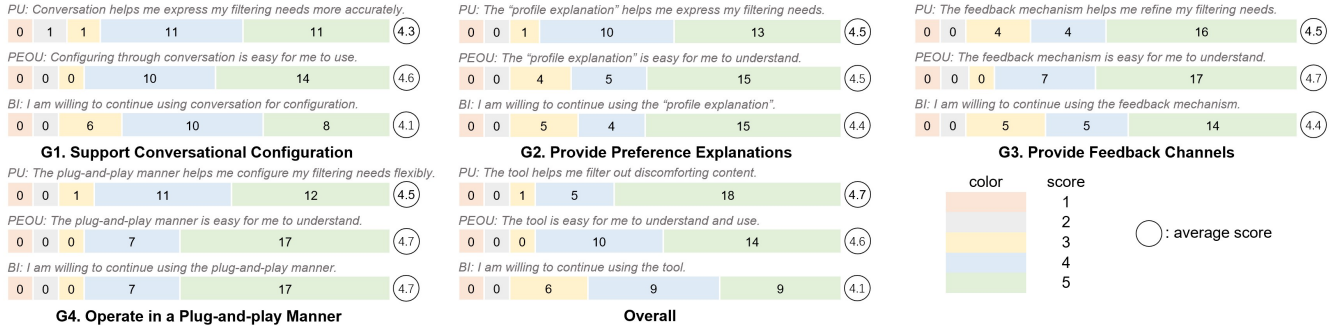 PU: Conversation helps me express my filtering needs more accurately.
0 1 1 11 11 4.3
PEOU: Configuring through conversation is easy for me to use.
0 0 0 10 14 4.6
BI: I am willing to continue using conversation for configuration.
0 0 6 10 8 4.1
G1. Support Conversational Configuration
PU: The “profile explanation” helps me express my filtering needs.
0 0 1 10 13 4.5
PEOU: The “profile explanation” is easy for me to understand.
0 0 4 5 15 4.5
BI: I am willing to continue using the “profile explanation”.
0 0 5 4 15 4.4
G2. Provide Preference Explanations
PU: The feedback mechanism helps me refine my filtering needs.
0 0 4 4 16 4.5
PEOU: The feedback mechanism is easy for me to understand.
0 0 0 7 17 4.7
BI: I am willing to continue using the feedback mechanism.
0 0 5 5 14 4.4
G3. Provide Feedback Channels
PU: The plug-and-play manner helps me configure my filtering needs flexibly.
0 0 1 11 12 4.5
PEOU: The plug-and-play manner is easy for me to understand.
0 0 0 7 17 4.7
BI: I am willing to continue using the plug-and-play manner.
0 0 0 7 17 4.7
G4. Operate in a Plug-and-play Manner
PU: The tool helps me filter out discomforting content.
0 0 1 5 18 4.7
PEOU: The tool is easy for me to understand and use.
0 0 0 10 14 4.6
BI: I am willing to continue using the tool.
0 0 6 9 9 4.1
Overall
color score
1
2
3
4
5
: average score